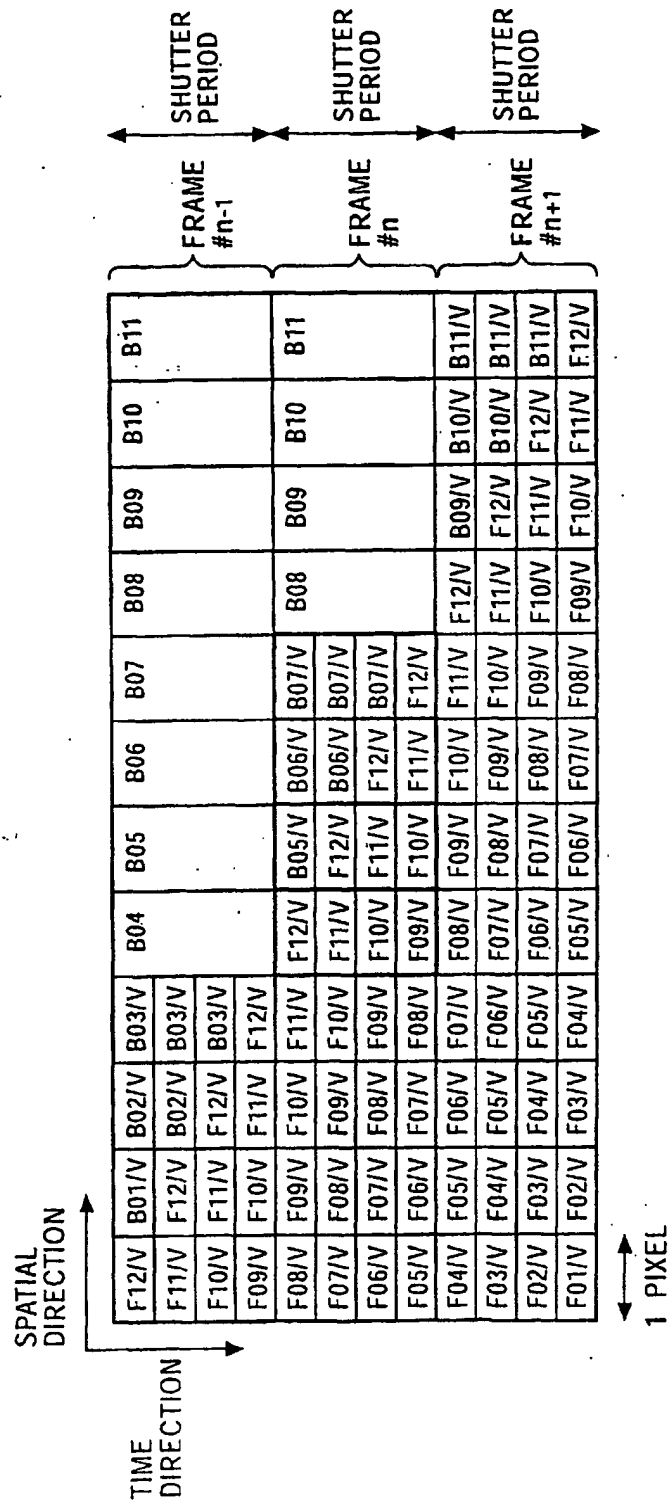 SPATIAL
DIRECTION
TIME
DIRECTION
F12/V B01/V B02/V B03/V B04 B05 B06 B07 B08 B09 B10 B11
F11/V F12/V B02/V B03/V
F10/V F11/V F12/V B03/V
F09/V F10/V F11/V F12/V
FRAME
#n-1
SHUTTER
PERIOD
F08/V F09/V F10/V F11/V F12/V B05/V B06/V B07/V B08 B09 B10 B11
F07/V F08/V F09/V F10/V F11/V F12/V B06/V B07/V
F06/V F07/V F08/V F09/V F10/V F11/V F12/V B07/V
F05/V F06/V F07/V F08/V F09/V F10/V F11/V F12/V
FRAME
#n
SHUTTER
PERIOD
F04/V F05/V F06/V F07/V F08/V F09/V F10/V F11/V F12/V B09/V B10/V B11/V
F03/V F04/V F05/V F06/V F07/V F08/V F09/V F10/V F11/V F12/V B10/V B11/V
F02/V F03/V F04/V F05/V F06/V F07/V F08/V F09/V F10/V F11/V F12/V B11/V
F01/V F02/V F03/V F04/V F05/V F06/V F07/V F08/V F09/V F10/V F11/V F12/V
FRAME
#n+1
SHUTTER
PERIOD
1 PIXEL